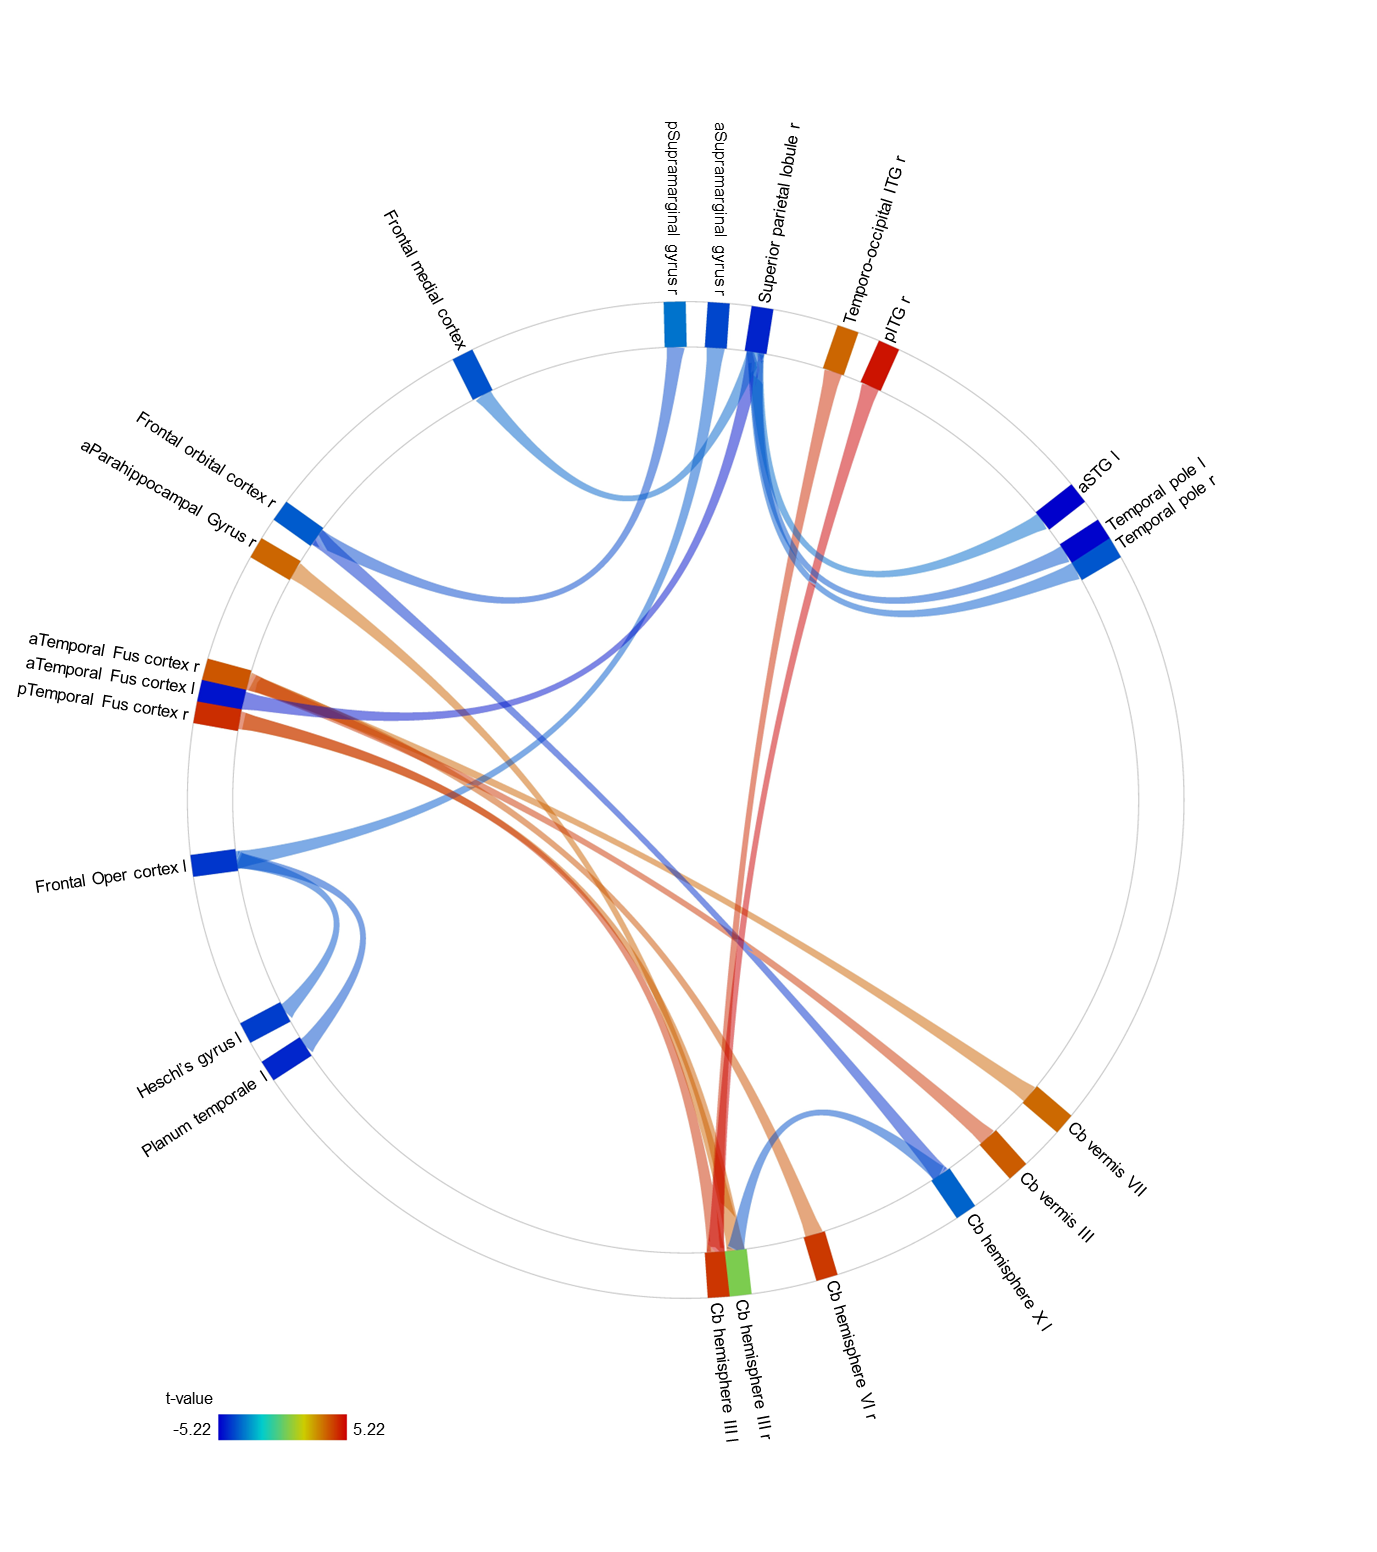 pSupramarginal gyrus r
aSupramarginal gyrus r
Superior parietal lobule r
Temporo-occipital ITG r
pITG r
Frontal medial cortex
aSTG l
Temporal pole l
Temporal pole r
Frontal orbital cortex r
aParahippocampal Gyrus r
aTemporal Fus cortex r
aTemporal Fus cortex l
pTemporal Fus cortex r
Frontal Oper cortex l
Heschl's gyrus l
Planum temporale l
Cb vermis VII
Cb vermis III
Cb hemisphere X l
Cb hemisphere VI r
Cb hemisphere III r
Cb hemisphere III l
t-value
-5.22 5.22